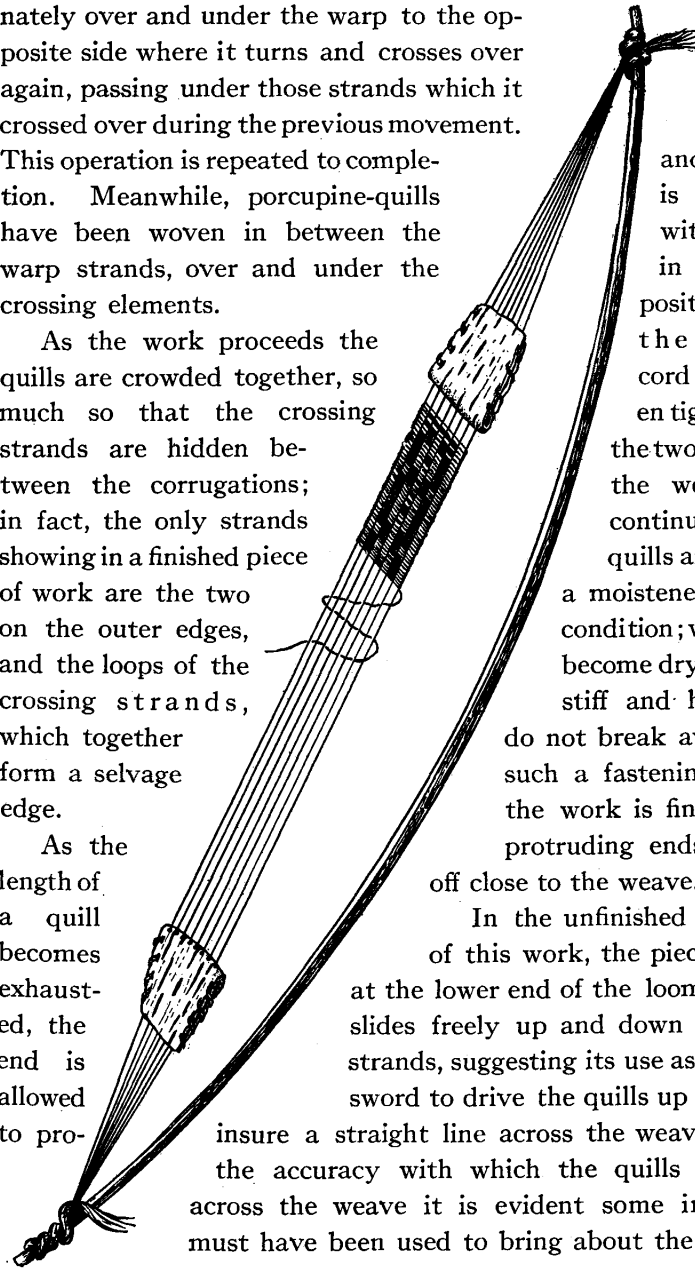 nately over and under the warp to the op-
posite side where it turns and crosses over
again, passing under those strands which it
crossed over during the previous movement.
This operation is repeated to comple-
tion. Meanwhile, porcupine-quills
have been woven in between the
warp strands, over and under the
crossing elements.
As the work proceeds the
quills are crowded together, so
much so that the crossing
strands are hidden be-
tween the corrugations;
in fact, the only strands
showing in a finished piece
of work are the two
on the outer edges,
and the loops of the
crossing strands,
which together
form a selvage
edge.
As the
length of
a quill
becomes
exhaust-
ed, the
end is
allowed
to pro-
is
in
posit
the
cord
en tig
the two
the we
continu
quills a
a moistene
condition;
become dry
stiff and h
do not break a
such a fastenin
the work is fin
protruding ends
off close to the weave.
In the unfinished
of this work, the piec
at the lower end of the loom
slides freely up and down
strands, suggesting its use as
sword to drive the quills up
insure a straight line across the weav
the accuracy with which the quills
across the weave it is evident some i
must have been used to bring about the